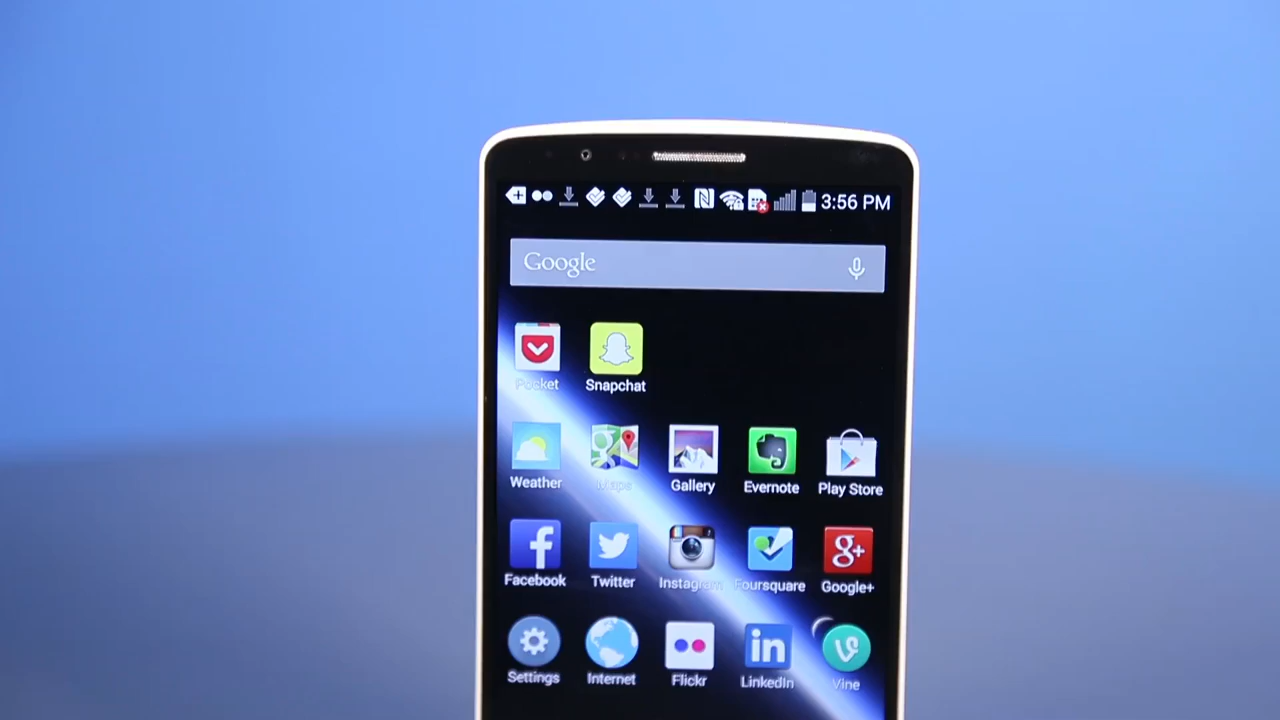 3:56 PM
Google
Pocket Snapchat
Weather Maps Gallery Evernote Play Store
Facebook Twitter Instagram Foursquare Google+
Settings Internet Flickr LinkedIn Vine